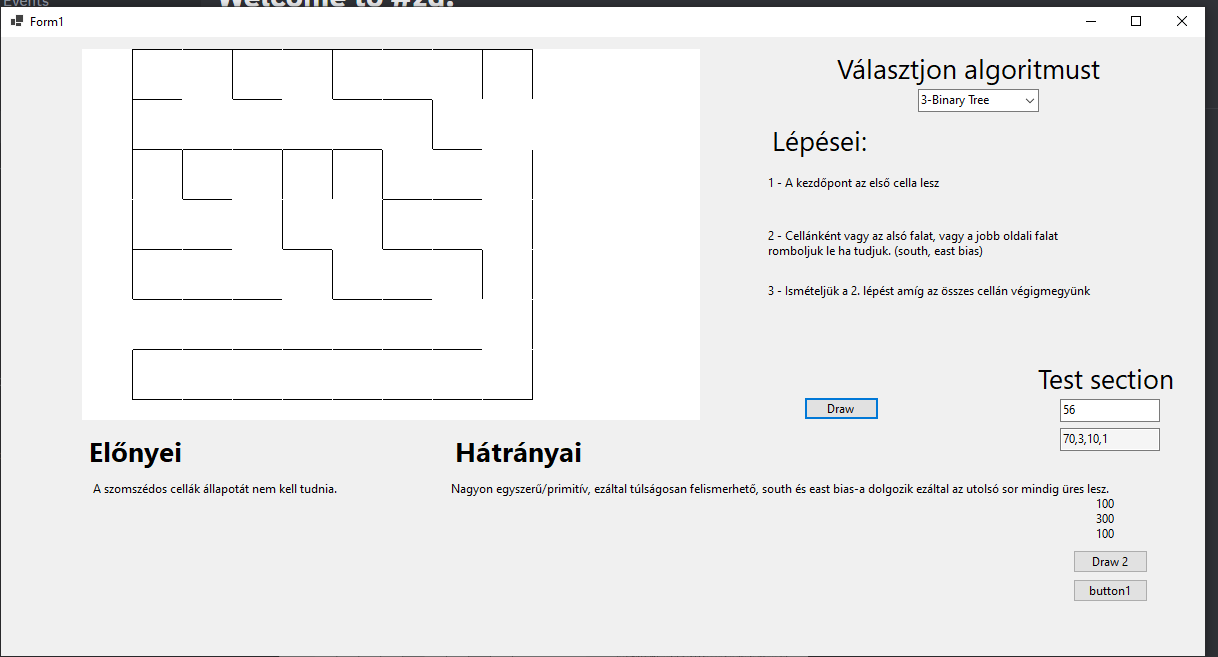 Events
Welcome to #2d!
Form1
Választjon algoritmust
3-Binary Tree
Lépései:
1 - A kezdőpont az első cella lesz
2 - Cellánként vagy az alsó falat, vagy a jobb oldali falat
romboljuk le ha tudjuk. (south, east bias)
3 - Ismételjük a 2. lépést amíg az összes cellán végigmegyünk
Test section
Draw
56
70,3,10,1
Előnyei
Hátrányai
A szomszédos cellák állapotát nem kell tudnia.
Nagyon egyszerű/primitív, ezáltal túlságosan felismerhető, south és east bias-a dolgozik ezáltal az utolsó sor mindig üres lesz.
100
300
100
Draw 2
button1